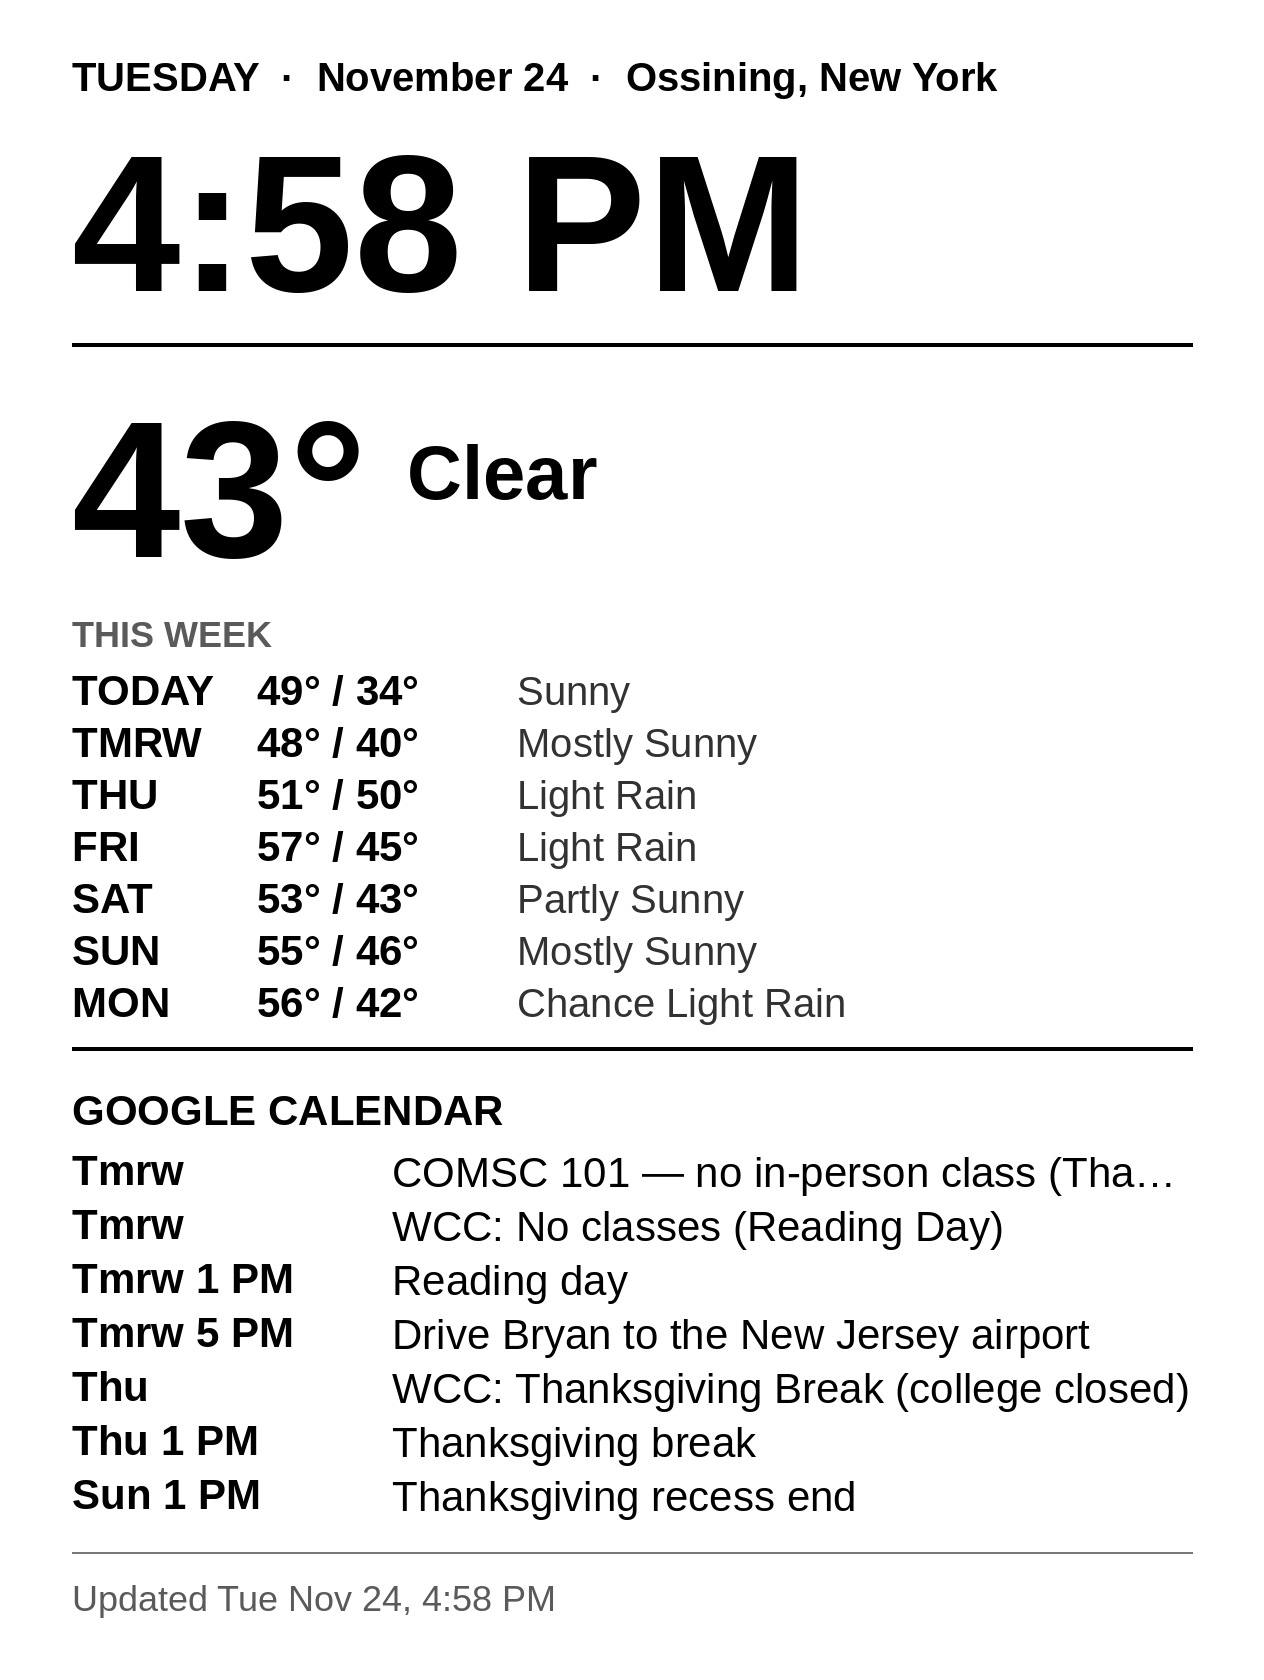 TUESDAY · November 24 · Ossining, New York
4:58 PM
43° Clear
THIS WEEK
TODAY 49° / 34° Sunny
TMRW 48° / 40° Mostly Sunny
THU 51° / 50° Light Rain
FRI 57° / 45° Light Rain
SAT 53° / 43° Partly Sunny
SUN 55° / 46° Mostly Sunny
MON 56° / 42° Chance Light Rain
GOOGLE CALENDAR
Tmrw COMSC 101 — no in-person class (Tha…
Tmrw WCC: No classes (Reading Day)
Tmrw 1 PM Reading day
Tmrw 5 PM Drive Bryan to the New Jersey airport
Thu WCC: Thanksgiving Break (college closed)
Thu 1 PM Thanksgiving break
Sun 1 PM Thanksgiving recess end
Updated Tue Nov 24, 4:58 PM